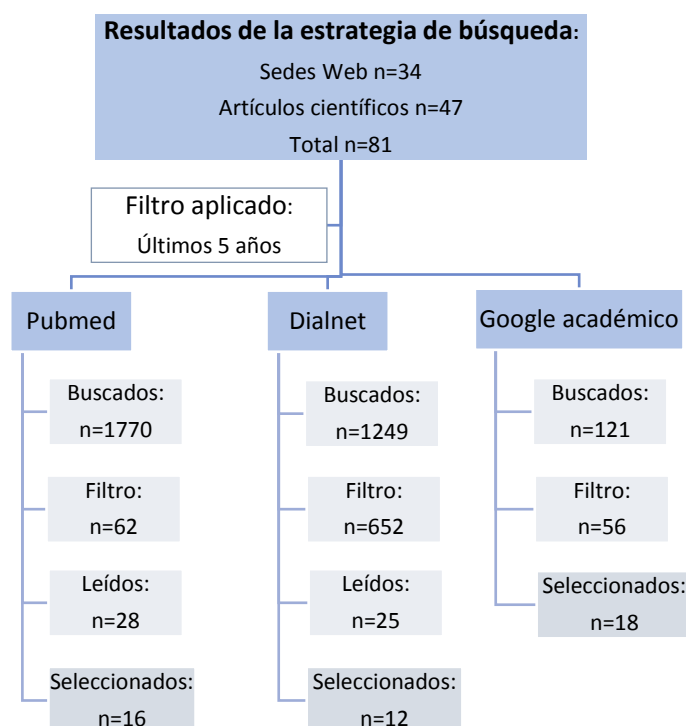 Resultados de la estrategia de búsqueda:
Sedes Web n=34
Artículos científicos n=47
Total n=81
Filtro aplicado:
Últimos 5 años
Pubmed
Buscados:
n=1770
Filtro:
n=62
Leídos:
n=28
Seleccionados:
n=16
Dialnet
Buscados:
n=1249
Filtro:
n=652
Leídos:
n=25
Seleccionados:
n=12
Google académico
Buscados:
n=121
Filtro:
n=56
Seleccionados:
n=18